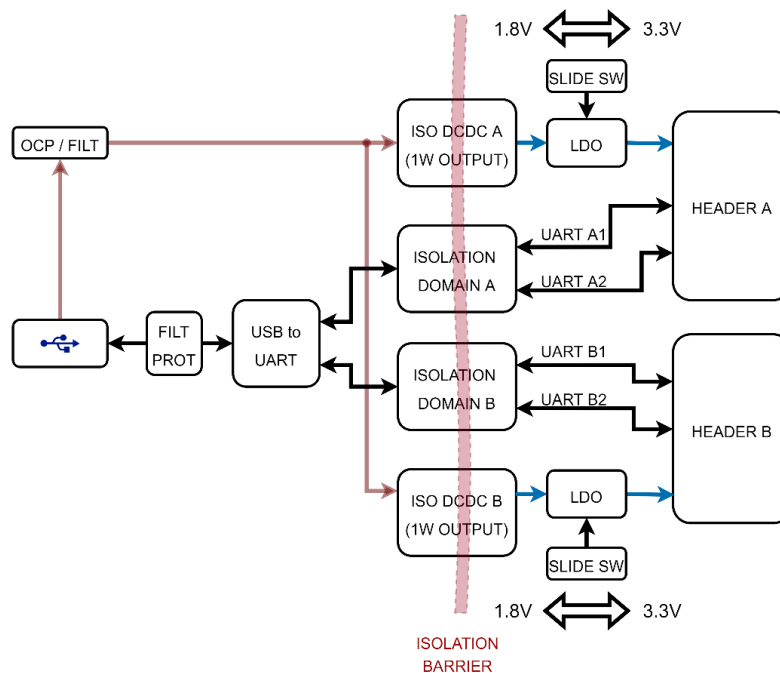 1.8V 3.3V
SLIDE SW
ISO DCDC A
(1W OUTPUT)
LDO
OCP / FILT
HEADER A
UART A1
ISOLATION
DOMAIN A
UART A2
FILT
PROT
USB to
UART
ISOLATION
DOMAIN B
UART B1
UART B2
HEADER B
ISO DCDC B
(1W OUTPUT)
LDO
SLIDE SW
1.8V 3.3V
ISOLATION
BARRIER